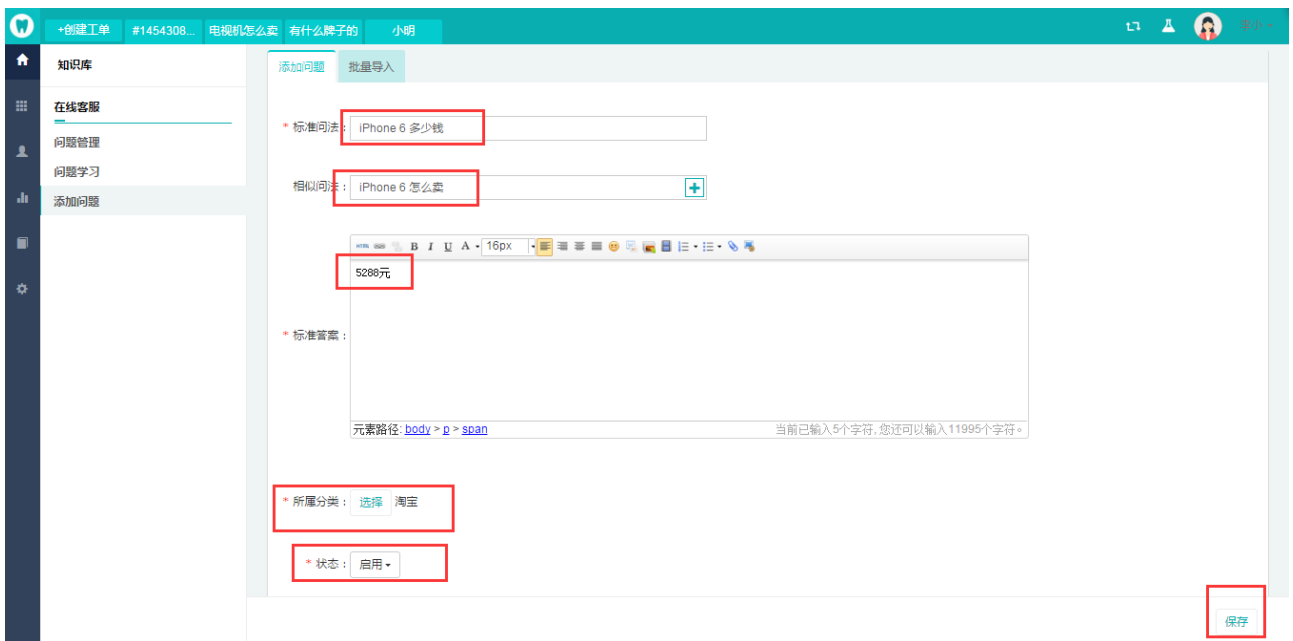 +创建工单 #1454308... 电视机怎么卖 有什么牌子的 小明
知识库
在线客服
问题管理
问题学习
添加问题
添加问题 批量导入
* 标准问法： iPhone 6 多少钱
相似问法： iPhone 6 怎么卖
HTML B I U A 16px
5288元
* 标准答案：
元素路径: body > p > span 当前已输入5个字符, 您还可以输入11995个字符。
* 所属分类： 选择 淘宝
* 状态： 启用
保存